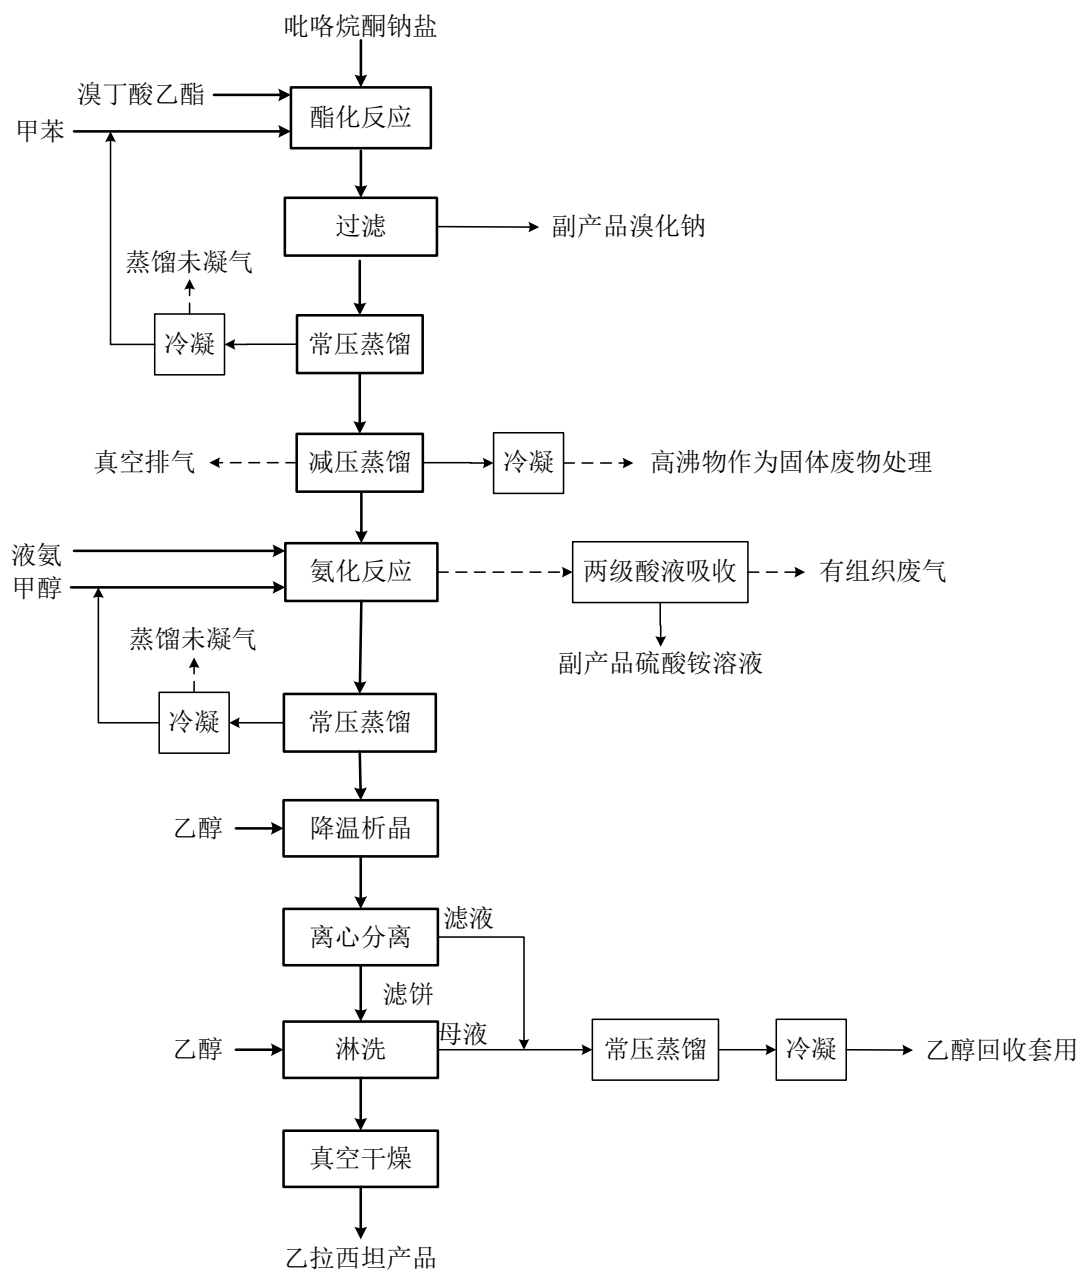 吡咯烷酮钠盐
溴丁酸乙酯
酯化反应
甲苯
过滤
副产品溴化钠
蒸馏未凝气
冷凝
常压蒸馏
真空排气
减压蒸馏
冷凝
高沸物作为固体废物处理
液氨
氨化反应
两级酸液吸收
有组织废气
甲醇
蒸馏未凝气
副产品硫酸铵溶液
冷凝
常压蒸馏
乙醇
降温析晶
离心分离
滤液
滤饼
乙醇
淋洗
母液
常压蒸馏
冷凝
乙醇回收套用
真空干燥
乙拉西坦产品